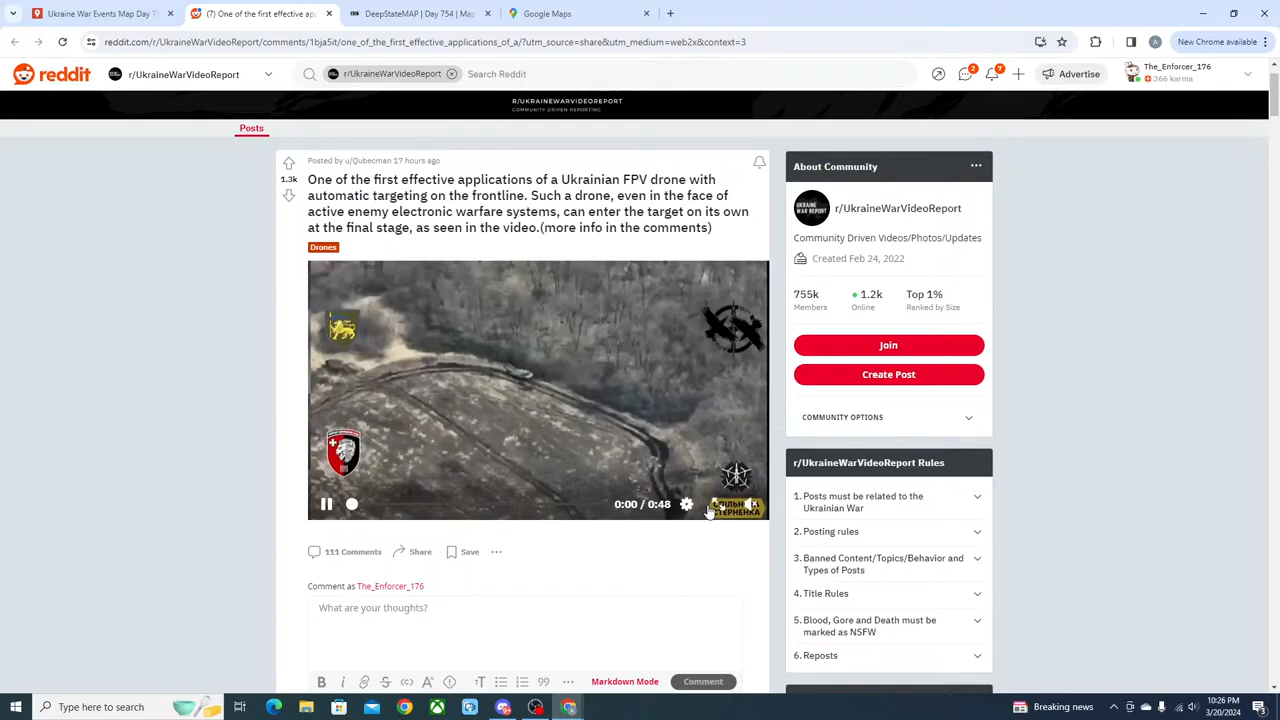 Ukraine War Events Map Day 7
(7) One of the first effective ap
DeepStateMAP | Day 754 | Map
Google Maps
reddit.com/r/UkraineWarVideoReport/comments/1bja5it/one_of_the_first_effective_applications_of_a/?utm_source=share&utm_medium=web2x&context=3
A
New Chrome available
reddit
r/UkraineWarVideoReport
r/UkraineWarVideoReport
Search Reddit
2
7
Advertise
The_Enforcer_176
366 karma
R/UKRAINEWARVIDEOREPORT
COMMUNITY DRIVEN REPORTING
Posts
Posted by u/Qubecman 17 hours ago
1.3k
One of the first effective applications of a Ukrainian FPV drone with
automatic targeting on the frontline. Such a drone, even in the face of
active enemy electronic warfare systems, can enter the target on its own
at the final stage, as seen in the video.(more info in the comments)
Drones
0:00 / 0:48
111 Comments
Share
Save
Comment as The_Enforcer_176
What are your thoughts?
Markdown Mode
Comment
About Community
UKRAINE
WAR REPORT
r/UkraineWarVideoReport
Community Driven Videos/Photos/Updates
Created Feb 24, 2022
755k
1.2k
Top 1%
Members
Online
Ranked by Size
Join
Create Post
COMMUNITY OPTIONS
r/UkraineWarVideoReport Rules
1. Posts must be related to the
Ukrainian War
2. Posting rules
3. Banned Content/Topics/Behavior and
Types of Posts
4. Title Rules
5. Blood, Gore and Death must be
marked as NSFW
6. Reposts
Type here to search
Breaking news
10:26 PM
3/20/2024